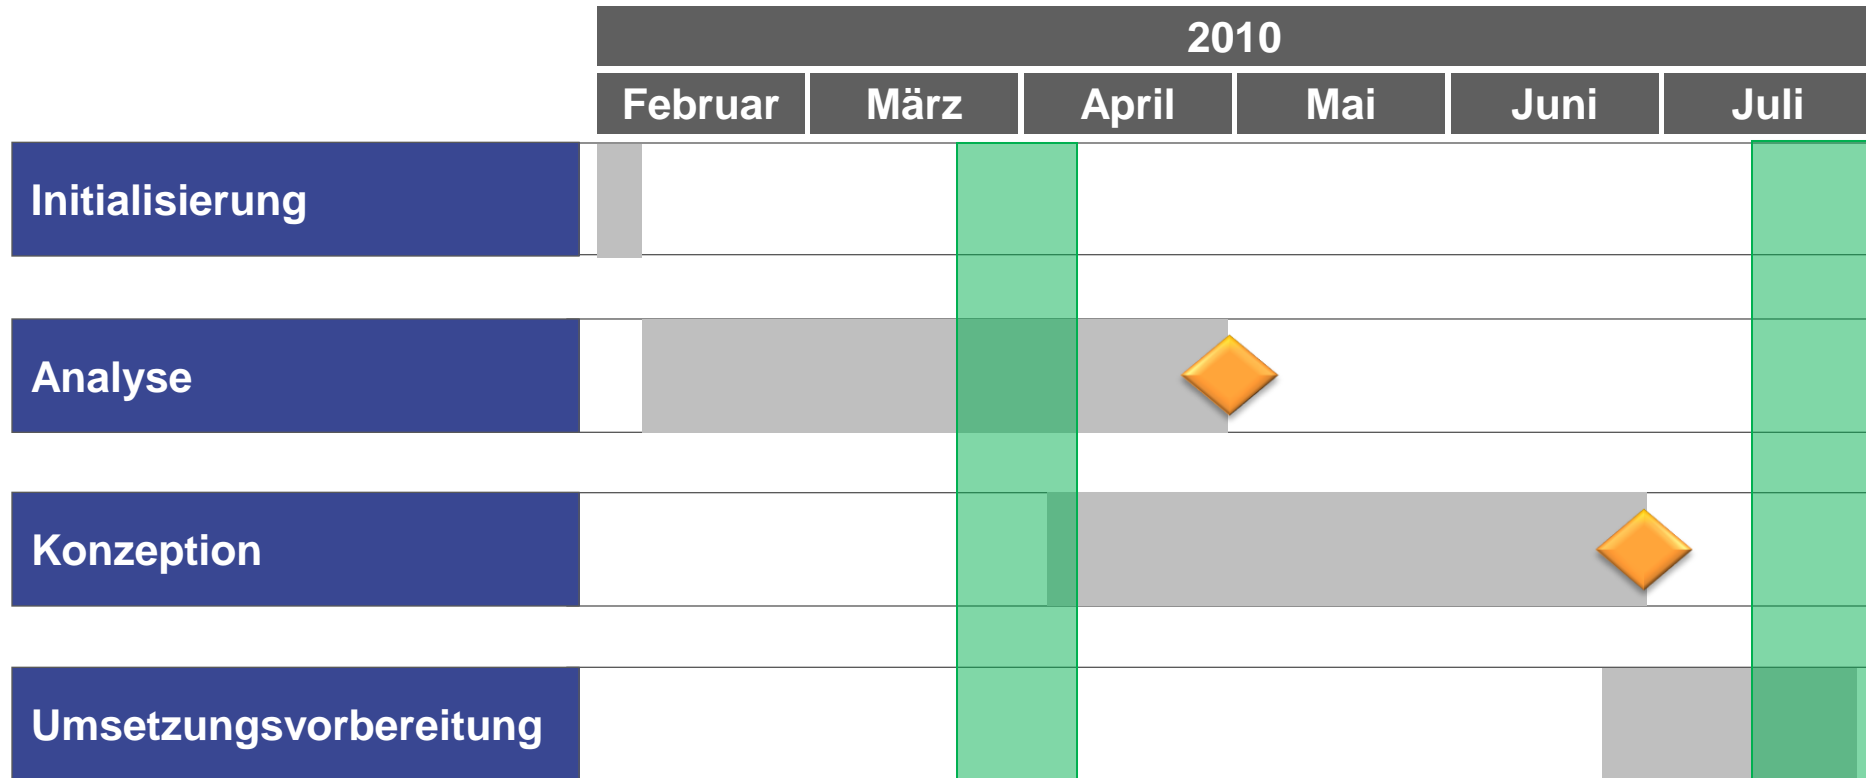 2010
Februar März April Mai Juni Juli
Initialisierung
Analyse
Konzeption
Umsetzungsvorbereitung